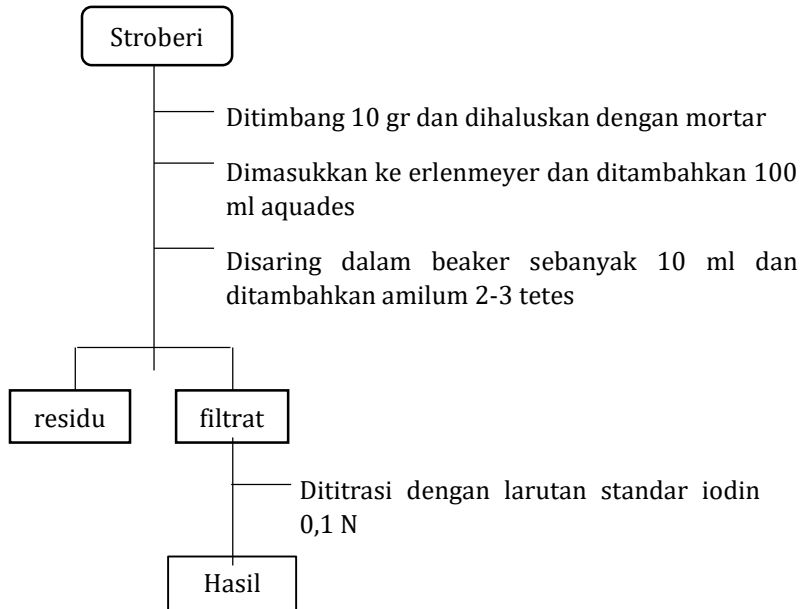 Stroberi
Ditimbang 10 gr dan dihaluskan dengan mortar
Dimasukkan ke erlenmeyer dan ditambahkan 100
ml aquades
Disaring dalam beaker sebanyak 10 ml dan
ditambahkan amilum 2-3 tetes
residu
filtrat
Dititrasi dengan larutan standar iodin
0,1 N
Hasil